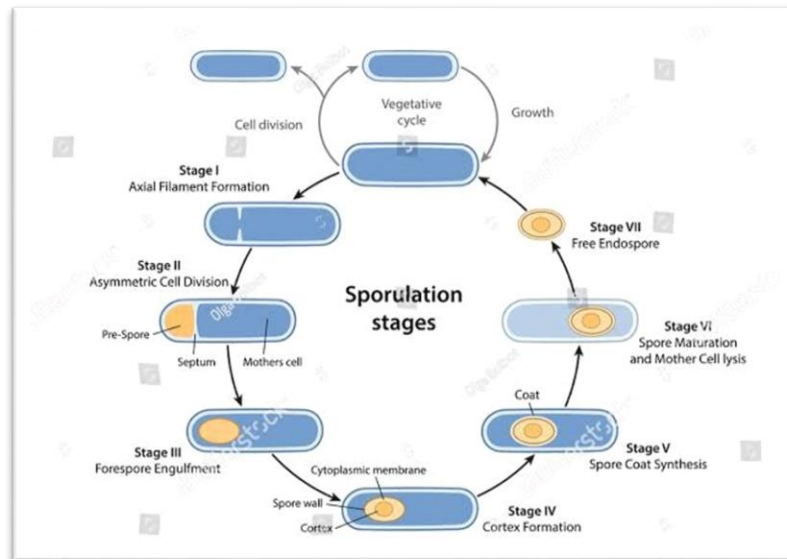 Cell division
Vegetative
cycle
Growth
Stage I
Axial Filament Formation
Stage II
Asymmetric Cell Division
Pre-Spore
Septum
Mothers cell
Sporulation
stages
Stage VII
Free Endospore
Stage VI
Spore Maturation
and Mother Cell lysis
Coat
Stage V
Spore Coat Synthesis
Stage III
Forespore Engulfment
Cytoplasmic membrane
Spore wall
Cortex
Stage IV
Cortex Formation